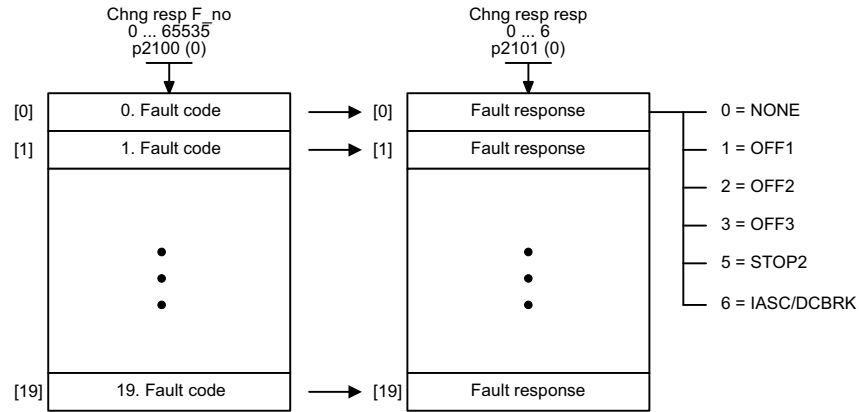 Chng resp F_no
0 ... 65535
p2100 (0)
Chng resp resp
0 ... 6
p2101 (0)
[0] 0. Fault code [0] Fault response 0 = NONE
[1] 1. Fault code [1] Fault response 1 = OFF1
2 = OFF2
3 = OFF3
5 = STOP2
6 = IASC/DCBRK
[19] 19. Fault code [19] Fault response